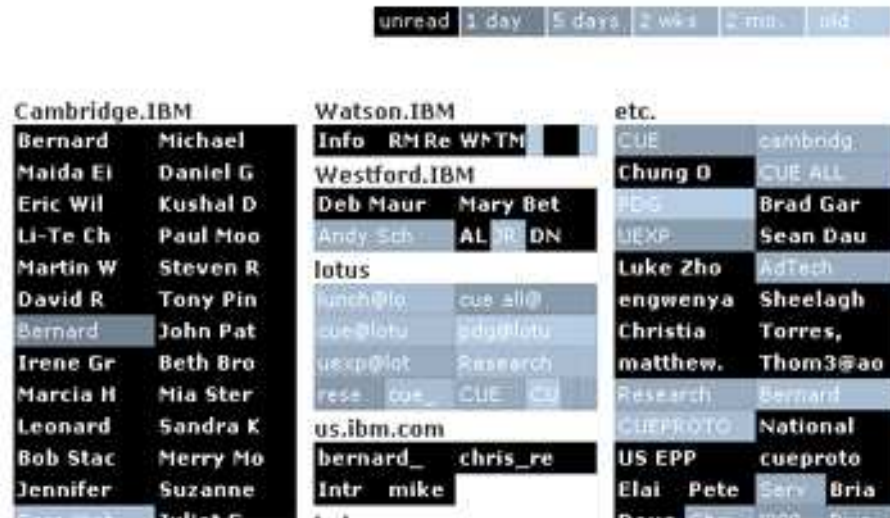 unread 1 day 5 days 2 wks 2 mo. old
Cambridge.IBM
Bernard Michael
Maida Ei Daniel G
Eric Wil Kushal D
Li-Te Ch Paul Moo
Martin W Steven R
David R Tony Pin
Bernard John Pat
Irene Gr Beth Bro
Marcia H Mia Ster
Leonard Sandra K
Bob Stac Merry Mo
Jennifer Suzanne
Watson.IBM
Info RM Re WM TM
Westford.IBM
Deb Maur Mary Bet
Andy Sch AL JR DN
lotus
lunch@lo cue all@
cue@lotu pdg@lotu
uexp@lot Research
rese cue_ CUE CU
us.ibm.com
bernard_ chris_re
Intr mike
etc.
CUE cambridg
Chung O CUE ALL
PDG Brad Gar
UEXP Sean Dau
Luke Zho AdTech
engwenya Sheelagh
Christia Torres,
matthew. Thom3@ao
Research Bernard
CUEPROTO National
US EPP cueproto
Elai Pete Serv Bria